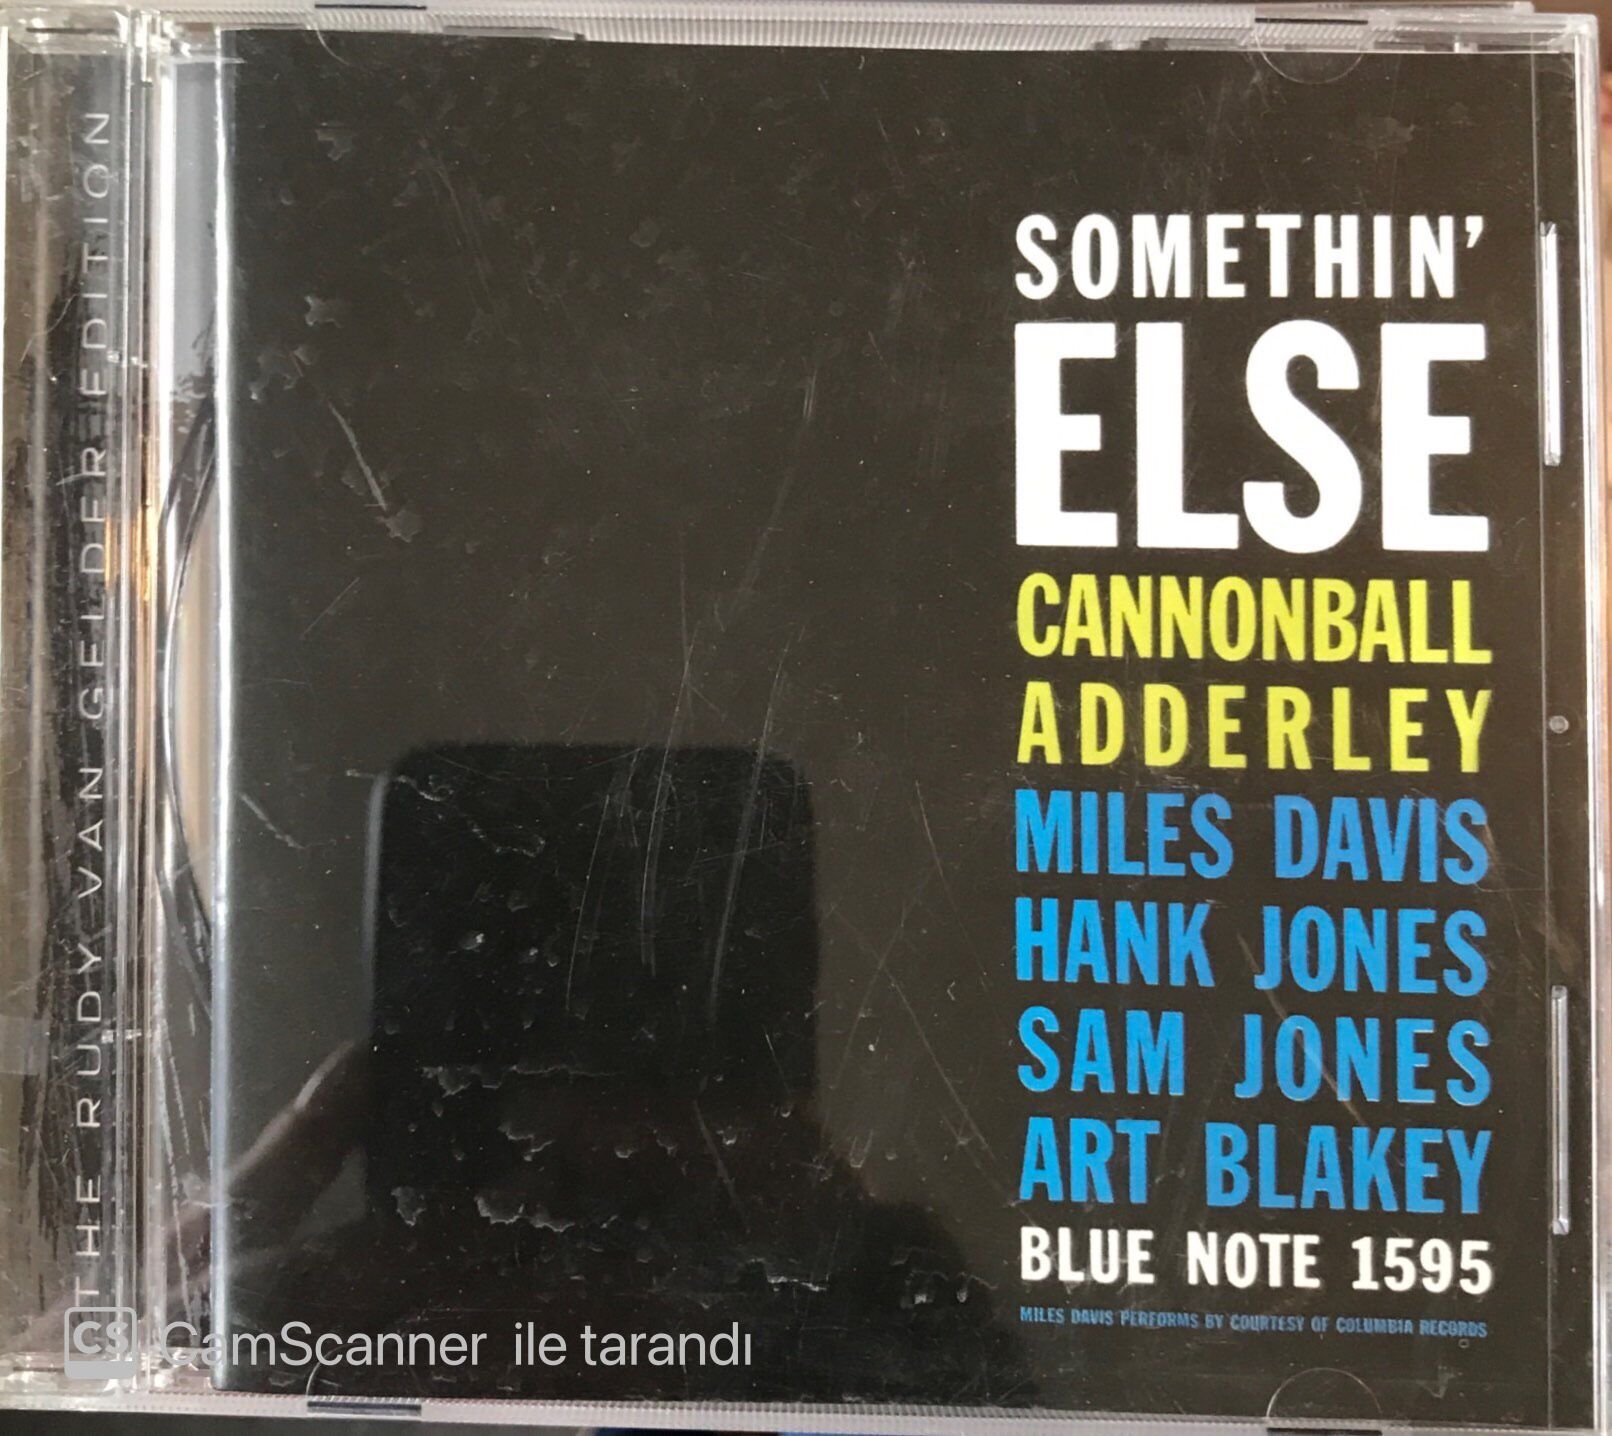 THE RUDY VAN GELDER EDITION
SOMETHIN'
ELSE
CANNONBALL
ADDERLEY
MILES DAVIS
HANK JONES
SAM JONES
ART BLAKEY
BLUE NOTE 1595
MILES DAVIS PERFORMS BY COURTESY OF COLUMBIA RECORDS
CS CamScanner ile tarandı